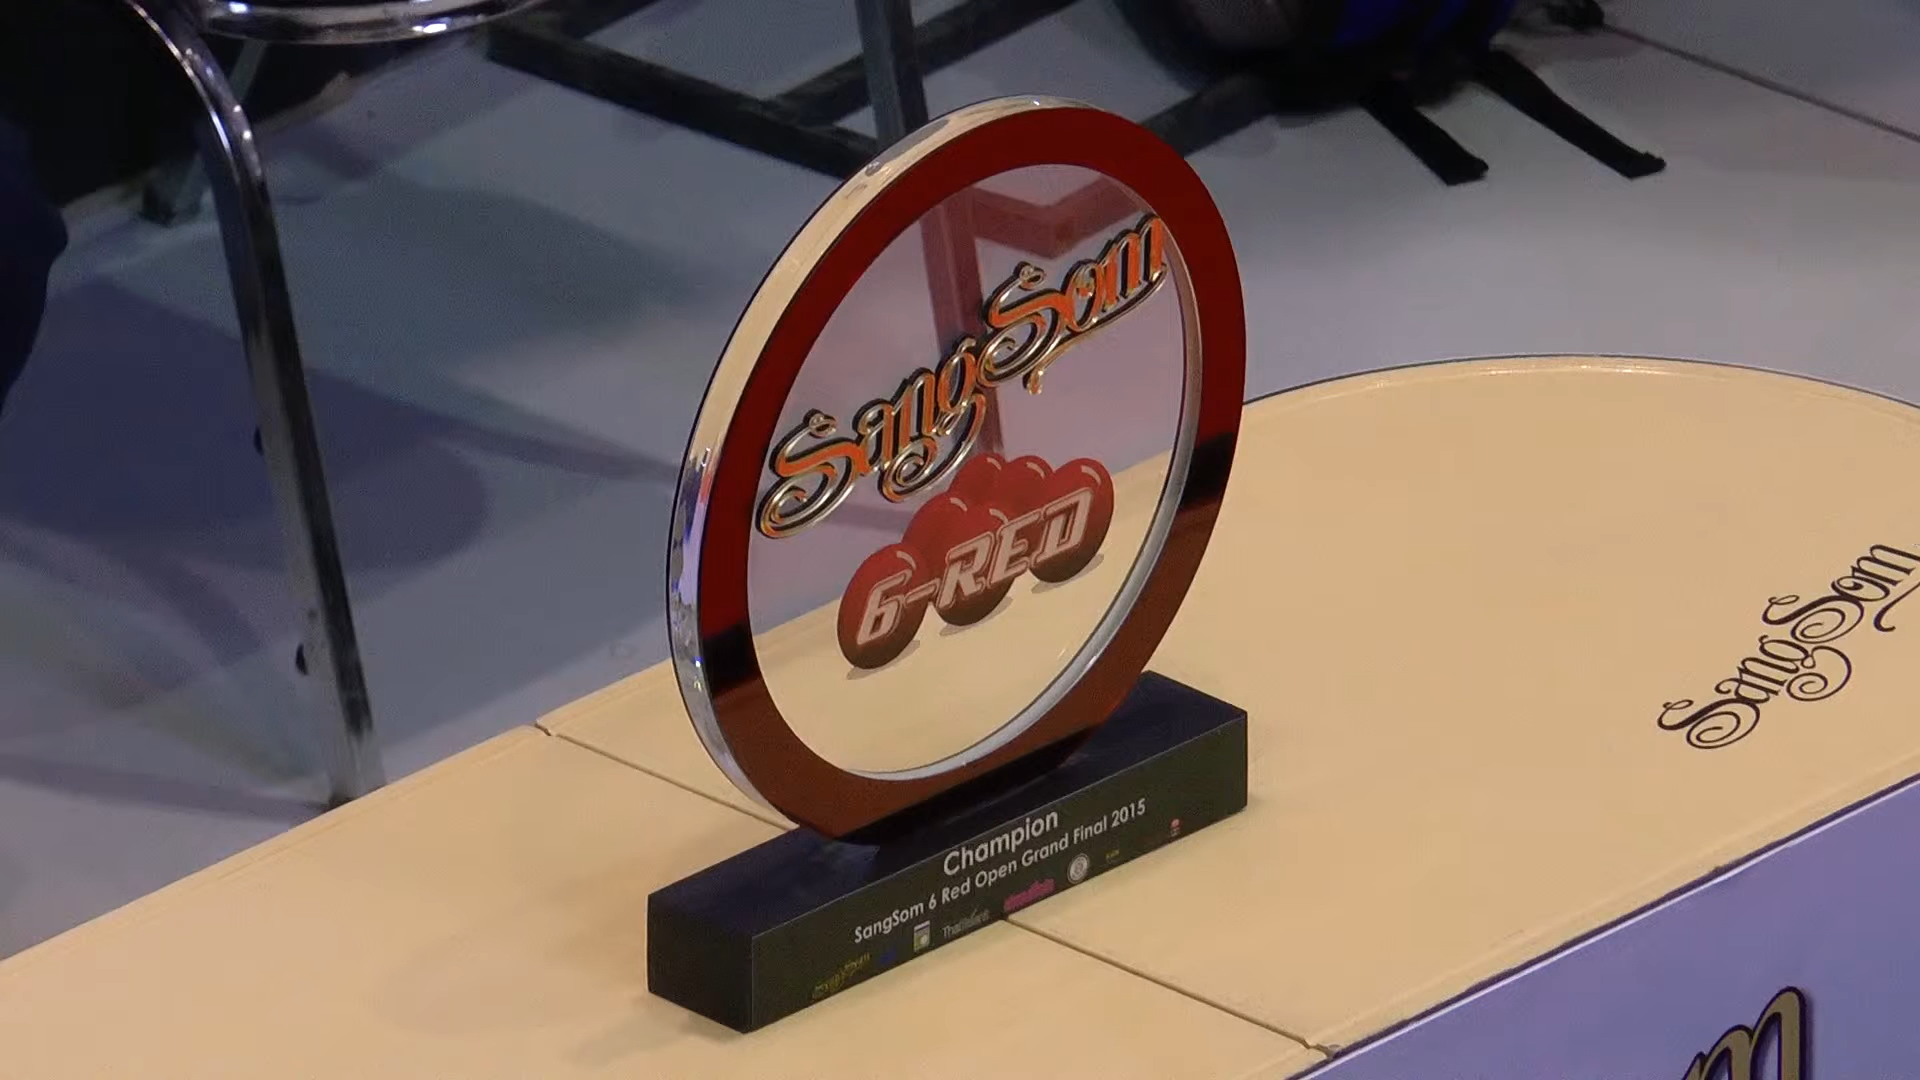 SangSom
6-RED
Champion
SangSom 6 Red Open Grand Final 2015
SangSom
m